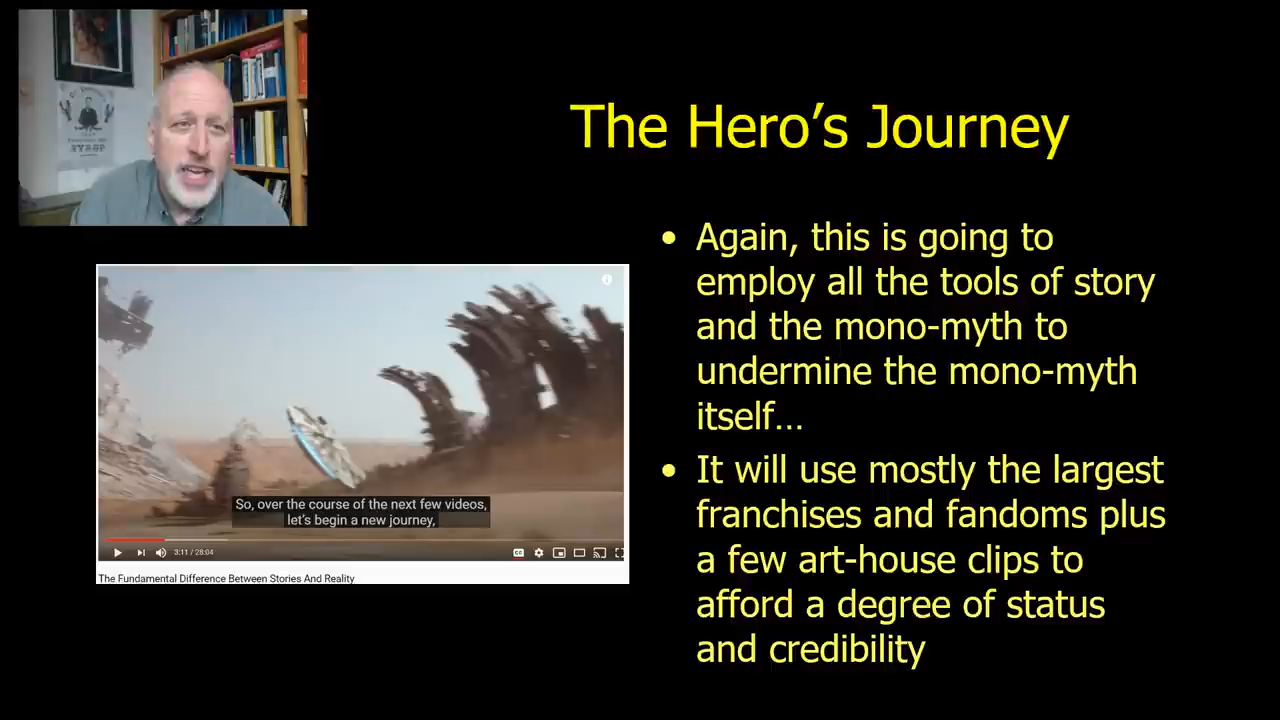 The Hero’s Journey
• Again, this is going to
employ all the tools of story
and the mono-myth to
undermine the mono-myth
itself…
• It will use mostly the largest
franchises and fandoms plus
a few art-house clips to
afford a degree of status
and credibility
So, over the course of the next few videos,
let's begin a new journey,
3:11 / 28:04
CC
The Fundamental Difference Between Stories And Reality